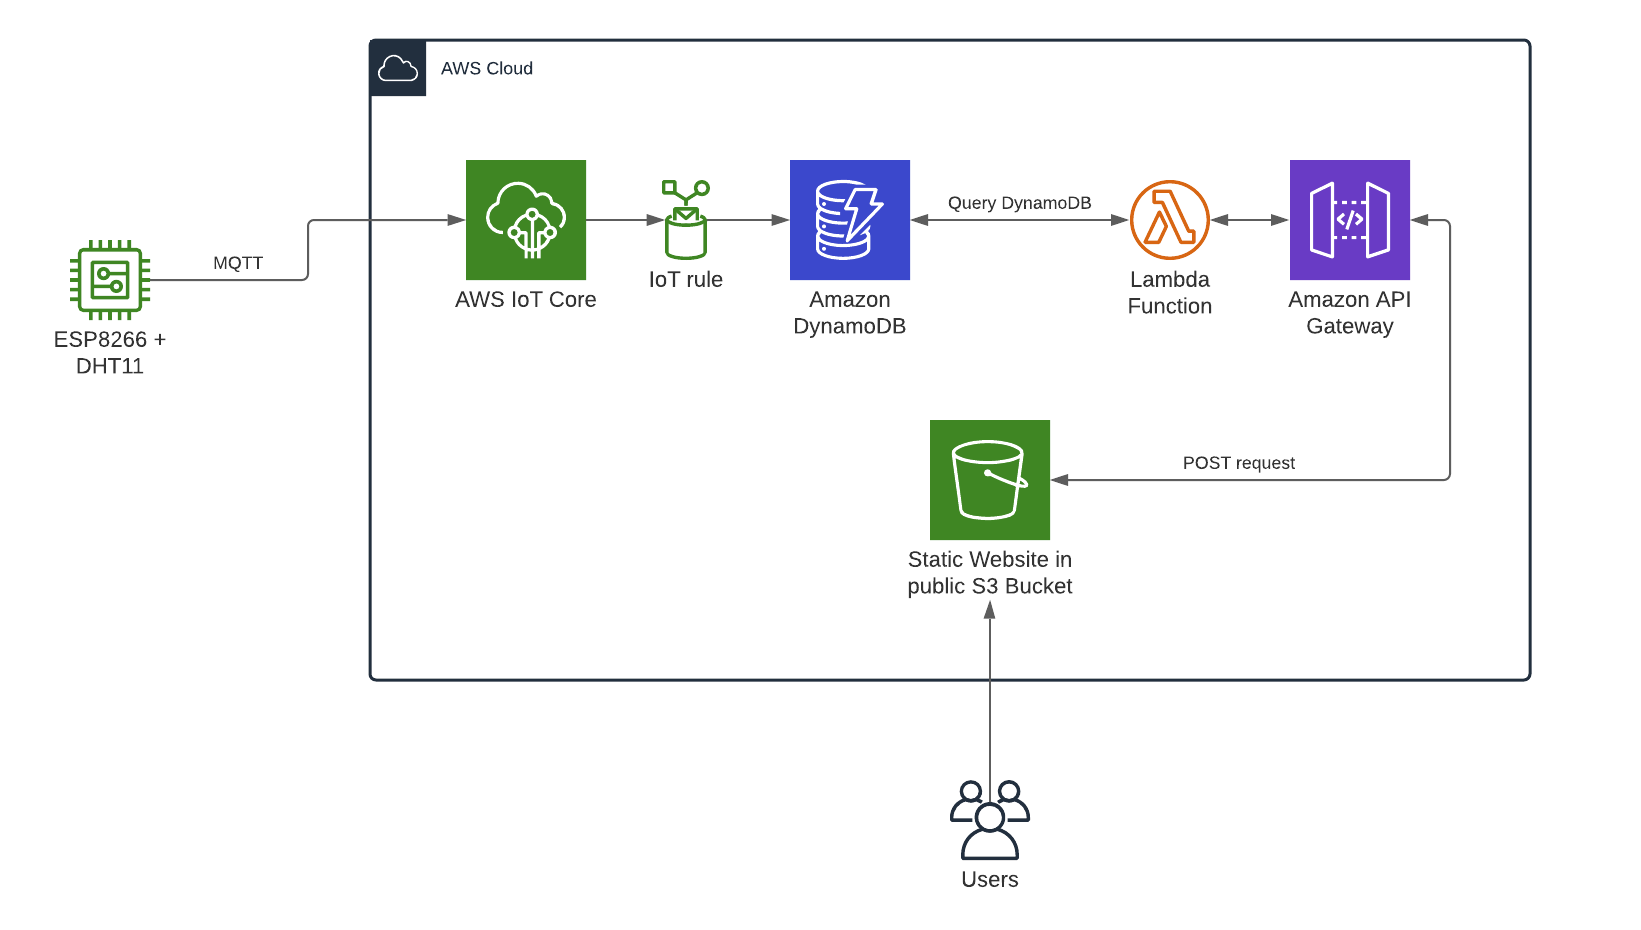 AWS Cloud
MQTT
ESP8266 +
DHT11
AWS IoT Core
IoT rule
Amazon
DynamoDB
Query DynamoDB
Lambda
Function
Amazon API
Gateway
POST request
Static Website in
public S3 Bucket
Users